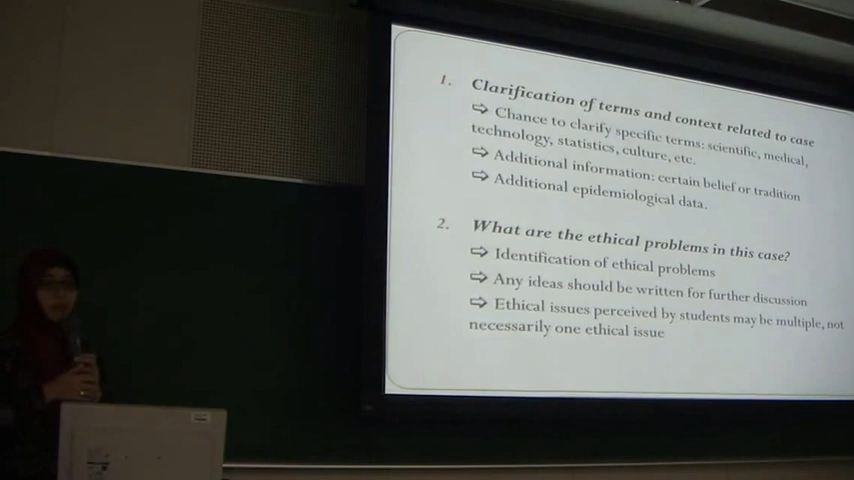 1. Clarification of terms and context related to case
⇨ Chance to clarify specific terms: scientific, medical,
technology, statistics, culture, etc.
⇨ Additional information: certain belief or tradition
⇨ Additional epidemiological data.
2. What are the ethical problems in this case?
⇨ Identification of ethical problems
⇨ Any ideas should be written for further discussion
⇨ Ethical issues perceived by students may be multiple, not
necessarily one ethical issue